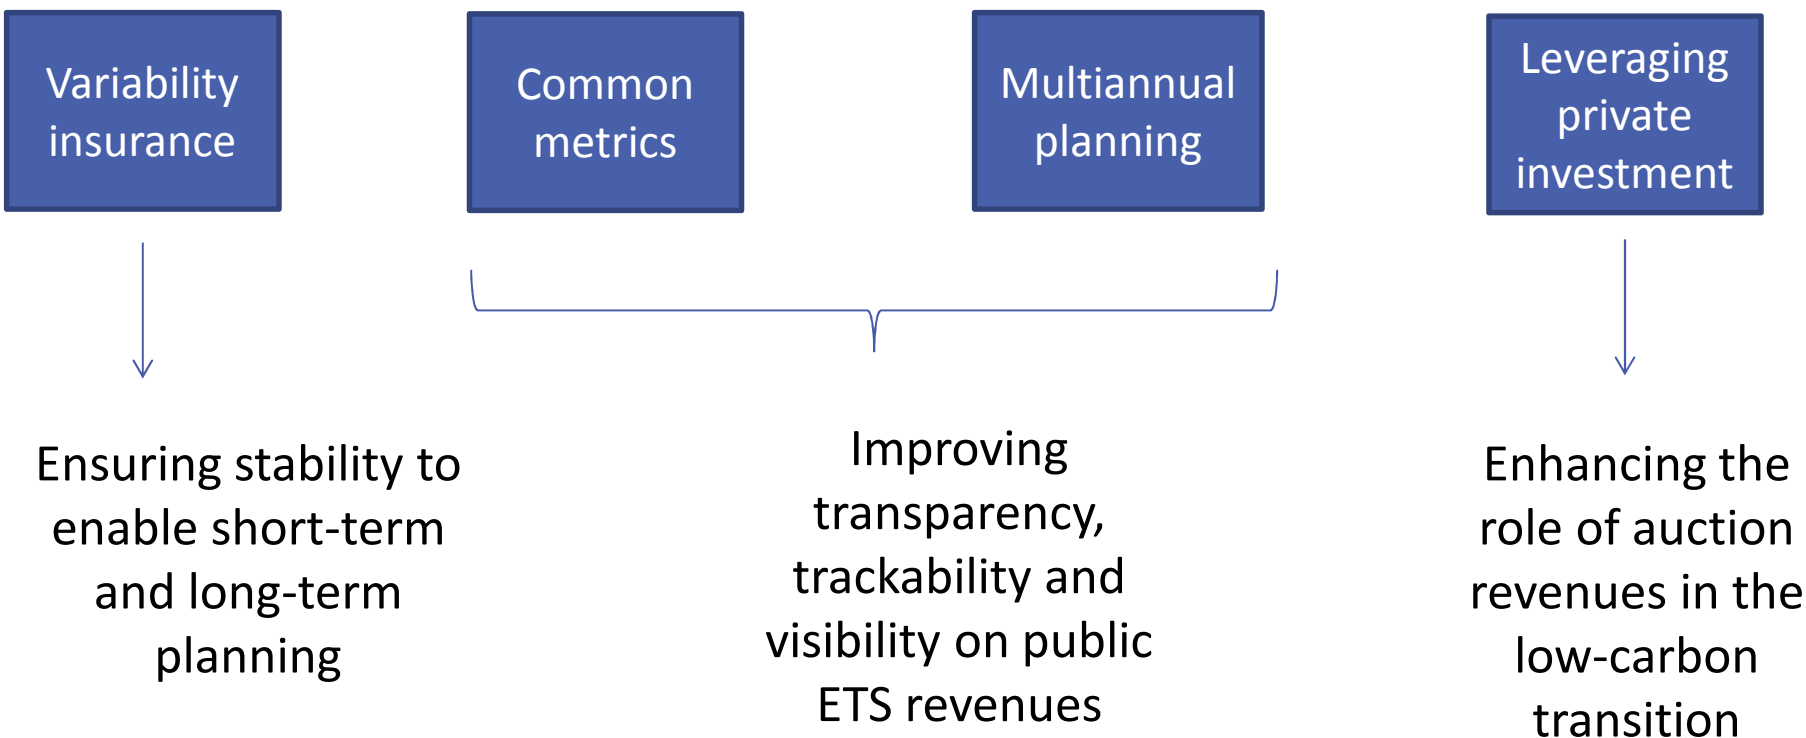 Variability
insurance
Common
metrics
Multiannual
planning
Leveraging
private
investment
Ensuring stability to
enable short-term
and long-term
planning
Improving
transparency,
trackability and
visibility on public
ETS revenues
Enhancing the
role of auction
revenues in the
low-carbon
transition